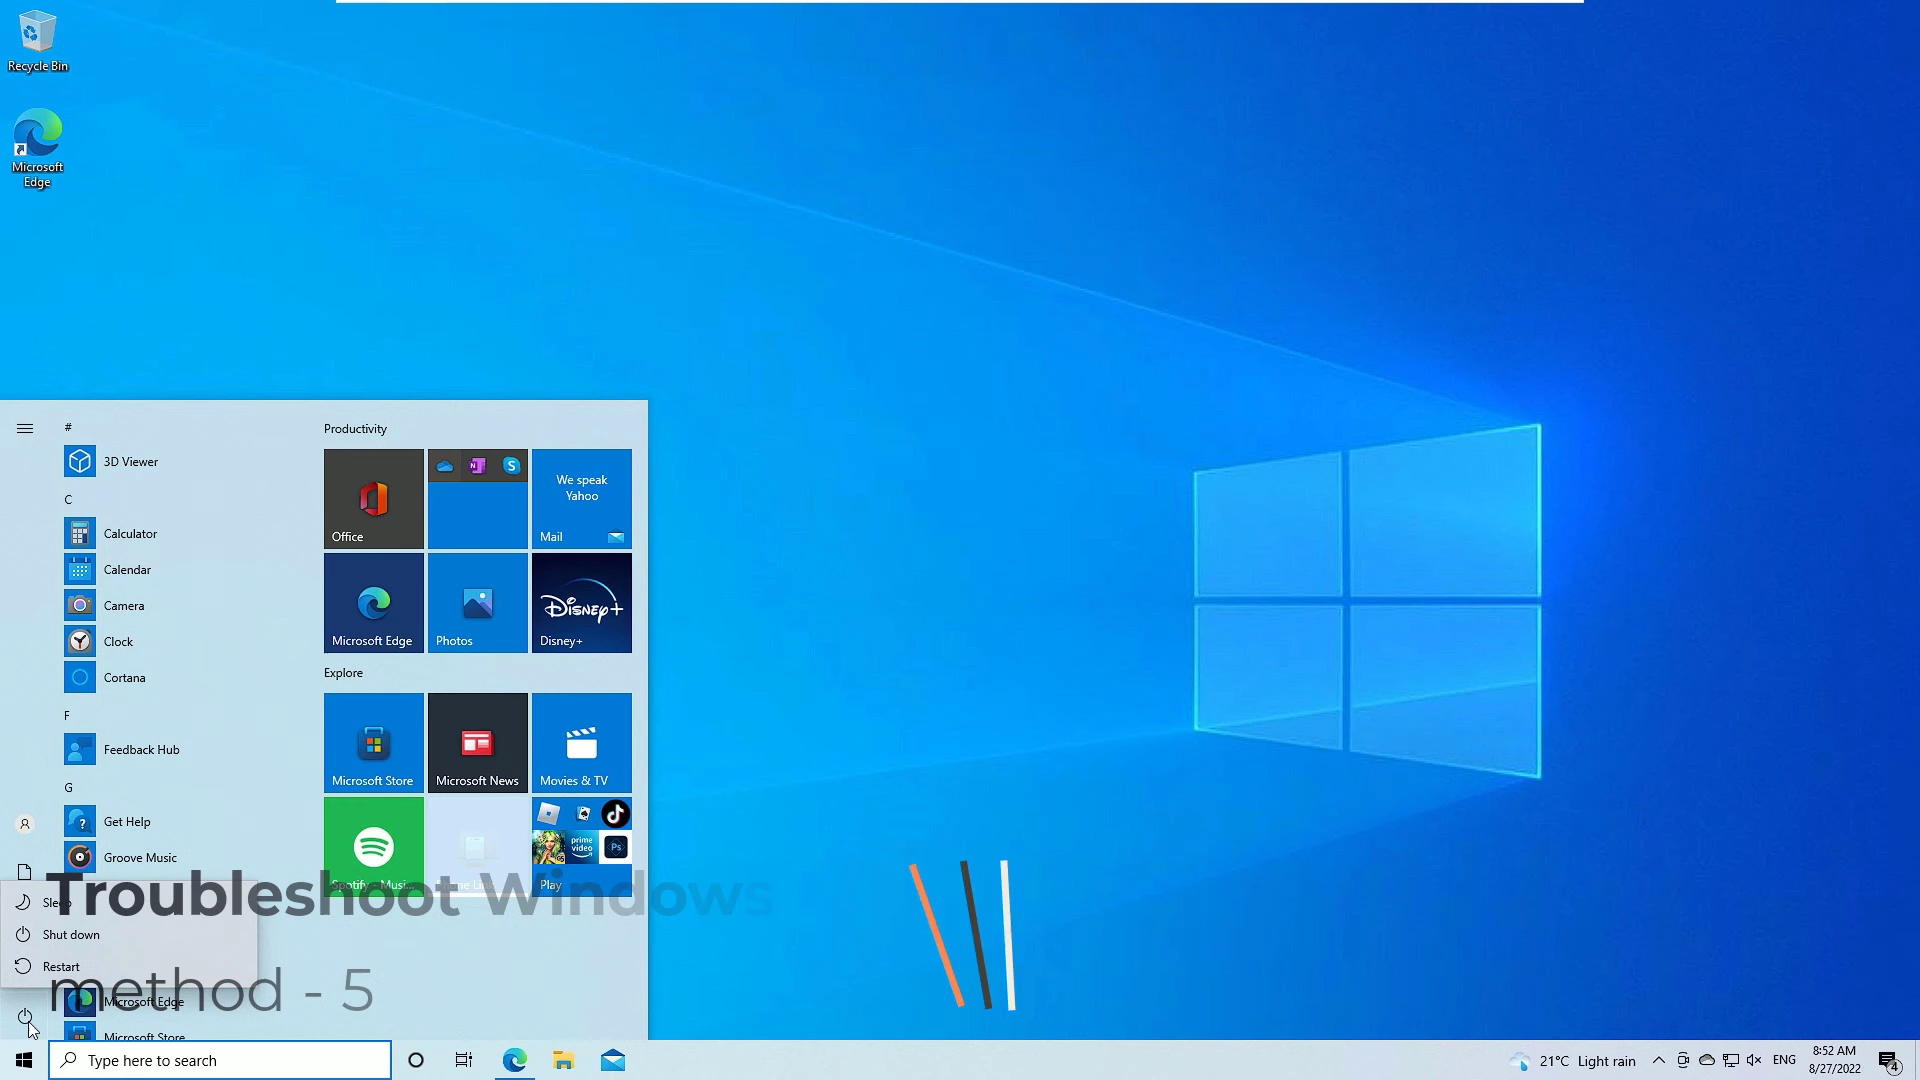 Recycle Bin
Microsoft
Edge
#
3D Viewer
C
Calculator
Calendar
Camera
Clock
Cortana
F
Feedback Hub
G
Get Help
Groove Music
Sleep
Shut down
Restart
Microsoft Edge
Microsoft Store
Productivity
Office
We speak
Yahoo
Mail
Microsoft Edge
Photos
Disney+
Disney+
Explore
Microsoft Store
Microsoft News
Movies & TV
Spotify - Musi...
prime
video
Ps
Play
Troubleshoot Windows
method - 5
Type here to search
21°C Light rain
ENG
8:52 AM
8/27/2022
4